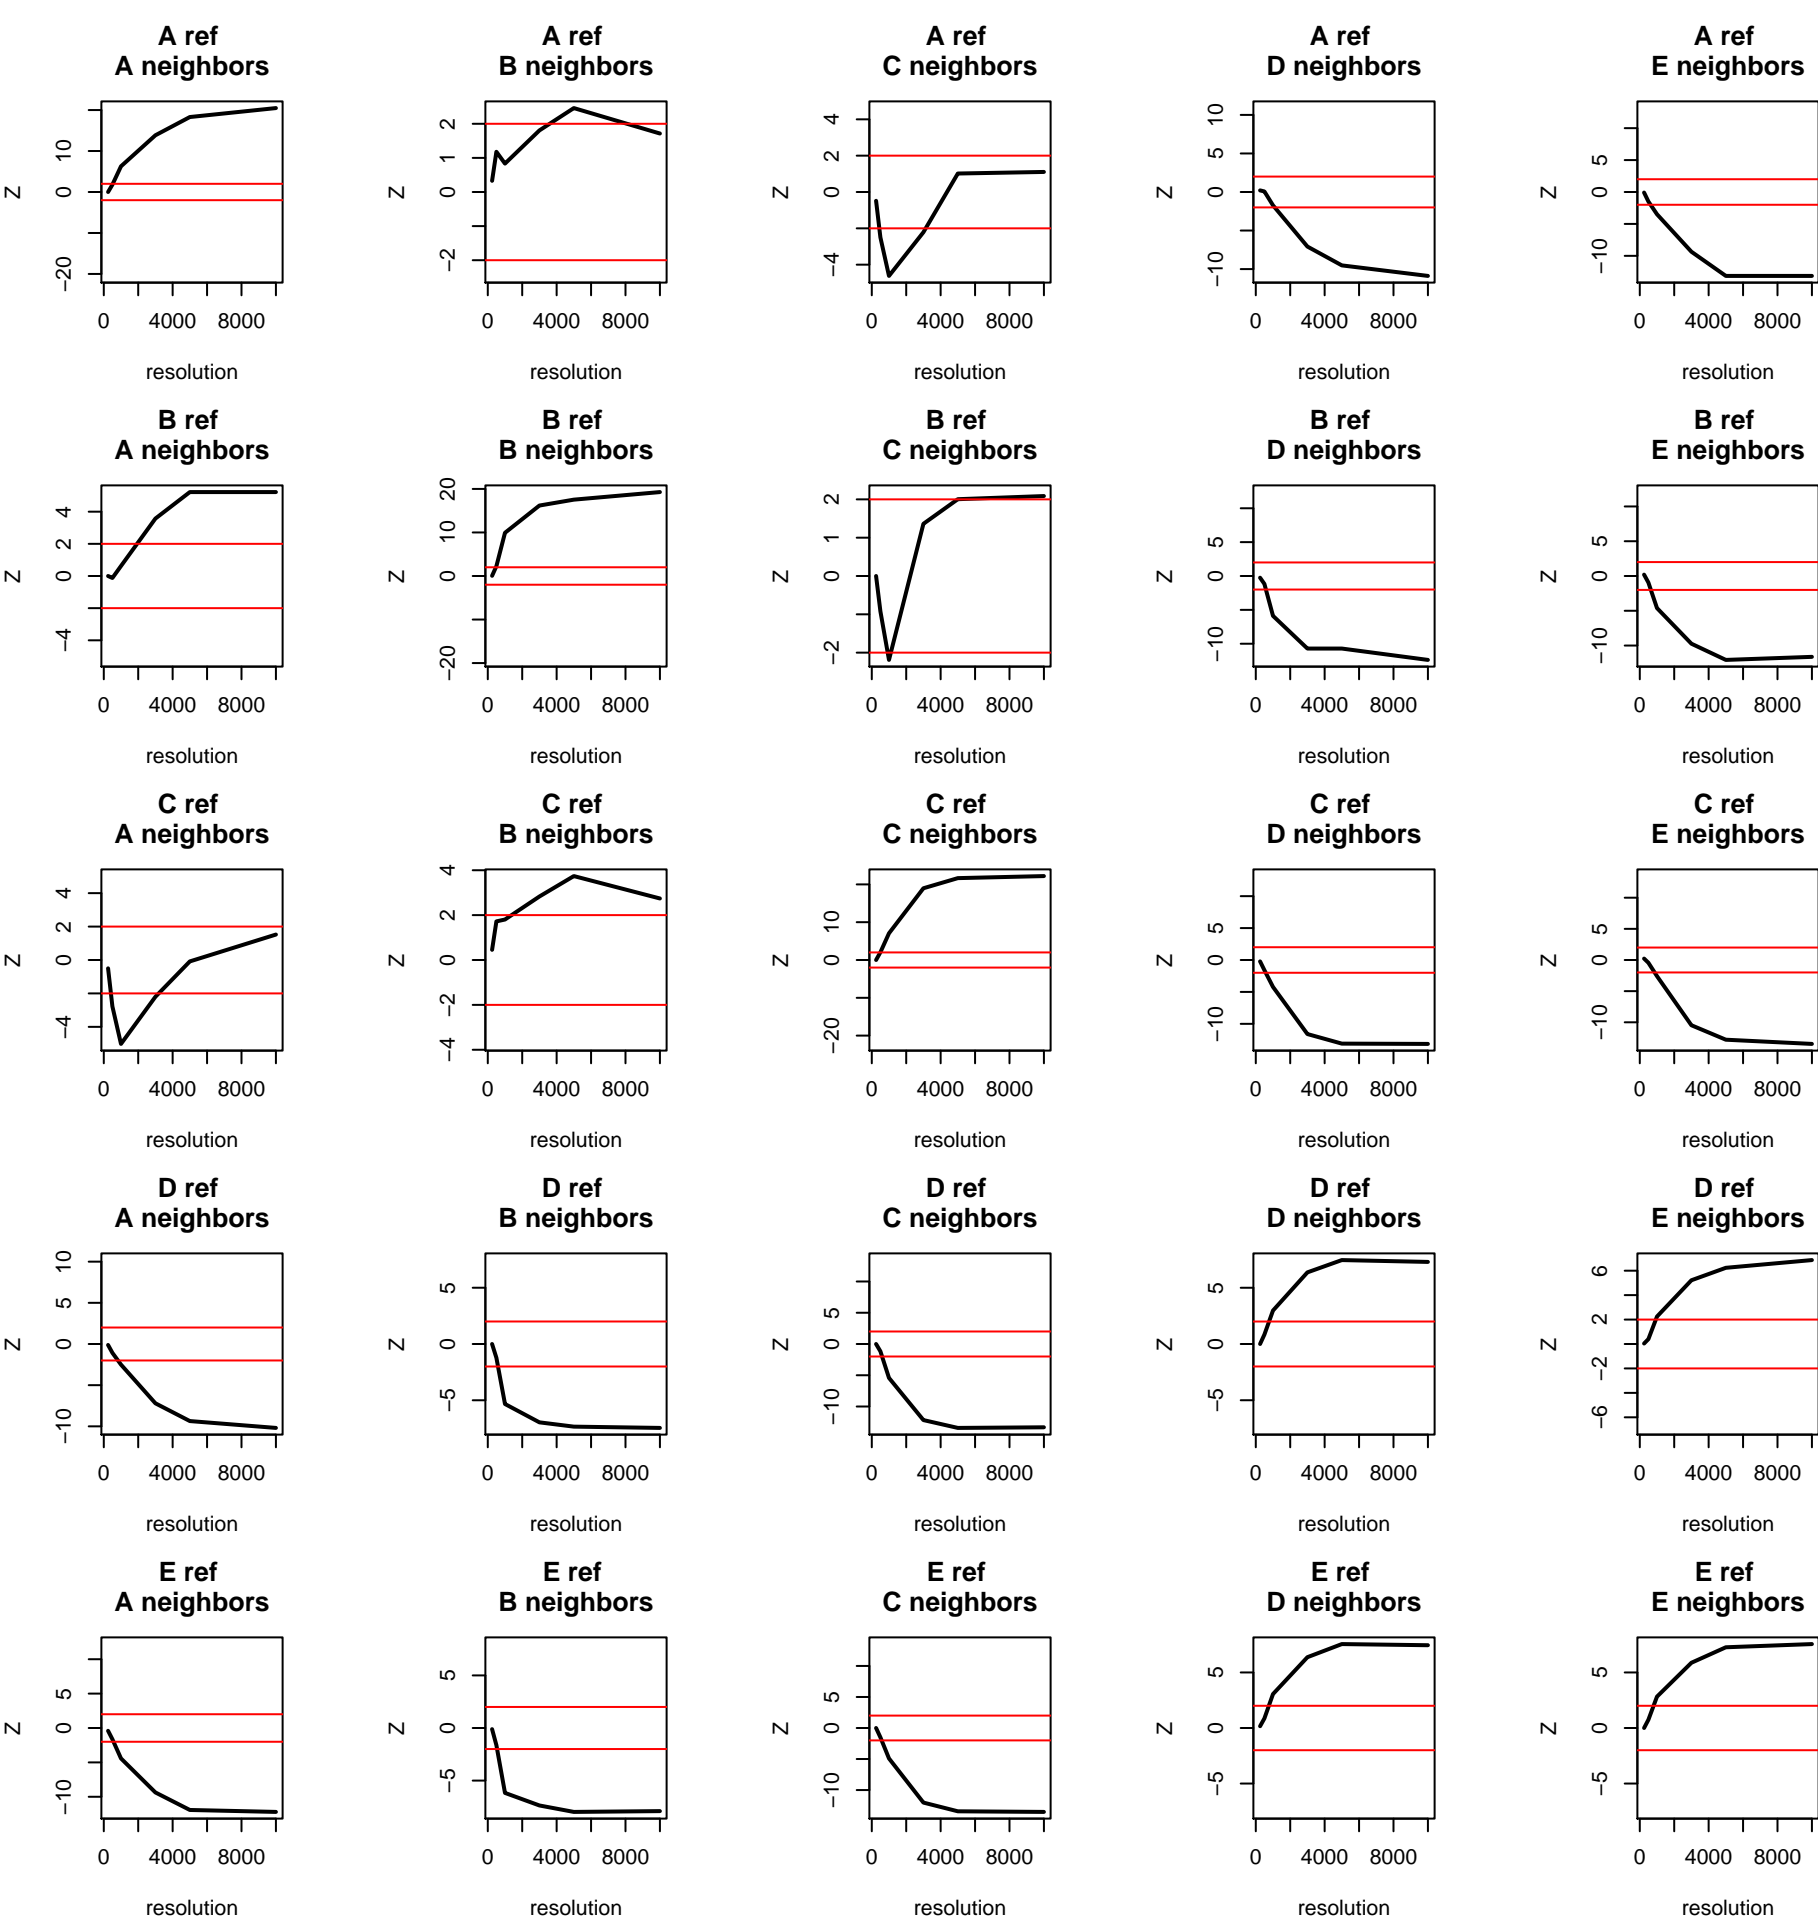 A ref
A neighbors
10
0
−20
Z
0 4000 8000
resolution
A ref
B neighbors
2
1
0
−2
Z
0 4000 8000
resolution
A ref
C neighbors
4
2
0
−4
Z
0 4000 8000
resolution
A ref
D neighbors
10
5
0
−10
Z
0 4000 8000
resolution
A ref
E neighbors
5
0
−10
Z
0 4000 8000
resolution
B ref
A neighbors
4
2
0
−4
Z
0 4000 8000
resolution
B ref
B neighbors
20
10
0
−20
Z
0 4000 8000
resolution
B ref
C neighbors
2
1
0
−2
Z
0 4000 8000
resolution
B ref
D neighbors
5
0
−10
Z
0 4000 8000
resolution
B ref
E neighbors
5
0
−10
Z
0 4000 8000
resolution
C ref
A neighbors
4
2
0
−4
Z
0 4000 8000
resolution
C ref
B neighbors
4
2
0
−2
−4
Z
0 4000 8000
resolution
C ref
C neighbors
10
0
−20
Z
0 4000 8000
resolution
C ref
D neighbors
5
0
−10
Z
0 4000 8000
resolution
C ref
E neighbors
5
0
−10
Z
0 4000 8000
resolution
D ref
A neighbors
10
5
0
−10
Z
0 4000 8000
resolution
D ref
B neighbors
5
0
−5
Z
0 4000 8000
resolution
D ref
C neighbors
5
0
−10
Z
0 4000 8000
resolution
D ref
D neighbors
5
0
−5
Z
0 4000 8000
resolution
D ref
E neighbors
6
2
−2
−6
Z
0 4000 8000
resolution
E ref
A neighbors
5
0
−10
Z
0 4000 8000
resolution
E ref
B neighbors
5
0
−5
Z
0 4000 8000
resolution
E ref
C neighbors
5
0
−10
Z
0 4000 8000
resolution
E ref
D neighbors
5
0
−5
Z
0 4000 8000
resolution
E ref
E neighbors
5
0
−5
Z
0 4000 8000
resolution